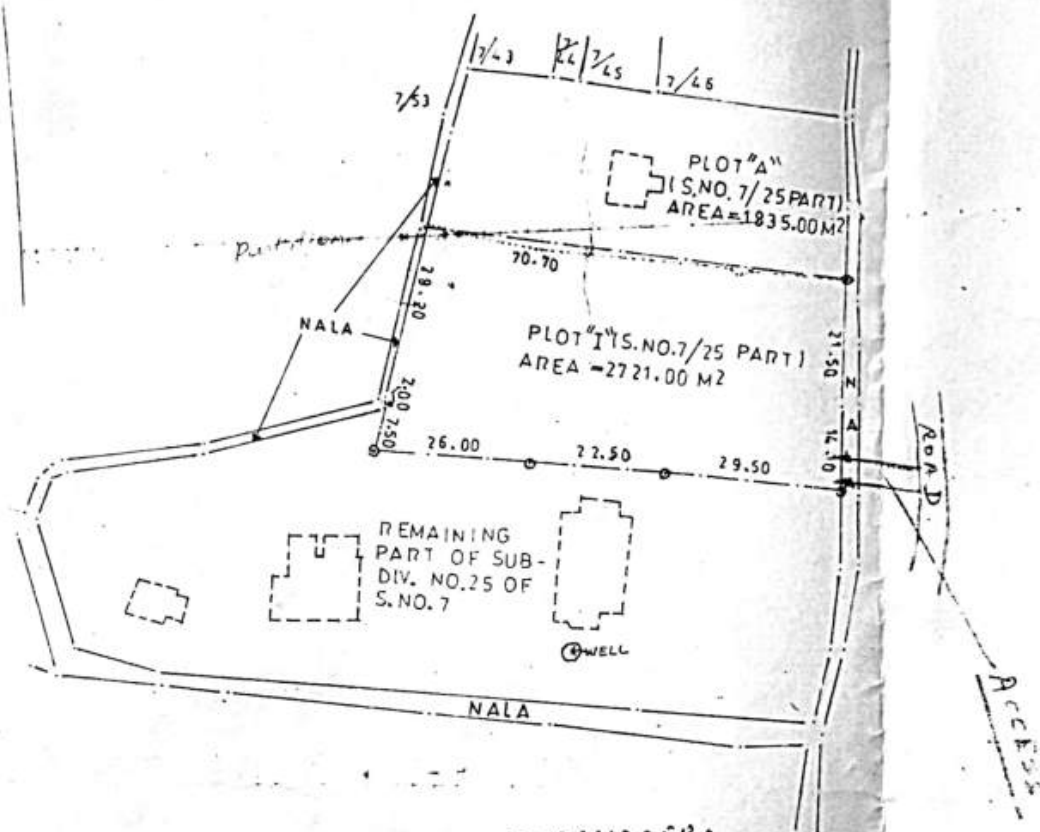 7/43
7/44
7/45
7/46
7/53
PLOT "A"
(S.NO. 7/25 PART)
AREA=1835.00 M2
70.70
29.20
NALA
PLOT "I" (S.NO.7/25 PART)
AREA =2721.00 M2
21.50
N A
2.00
7.50
26.00
22.50
29.50
14.10
ROAD
REMAINING
PART OF SUB-
DIV. NO.25 OF
S.NO.7
WELL
ACCESS
NALA